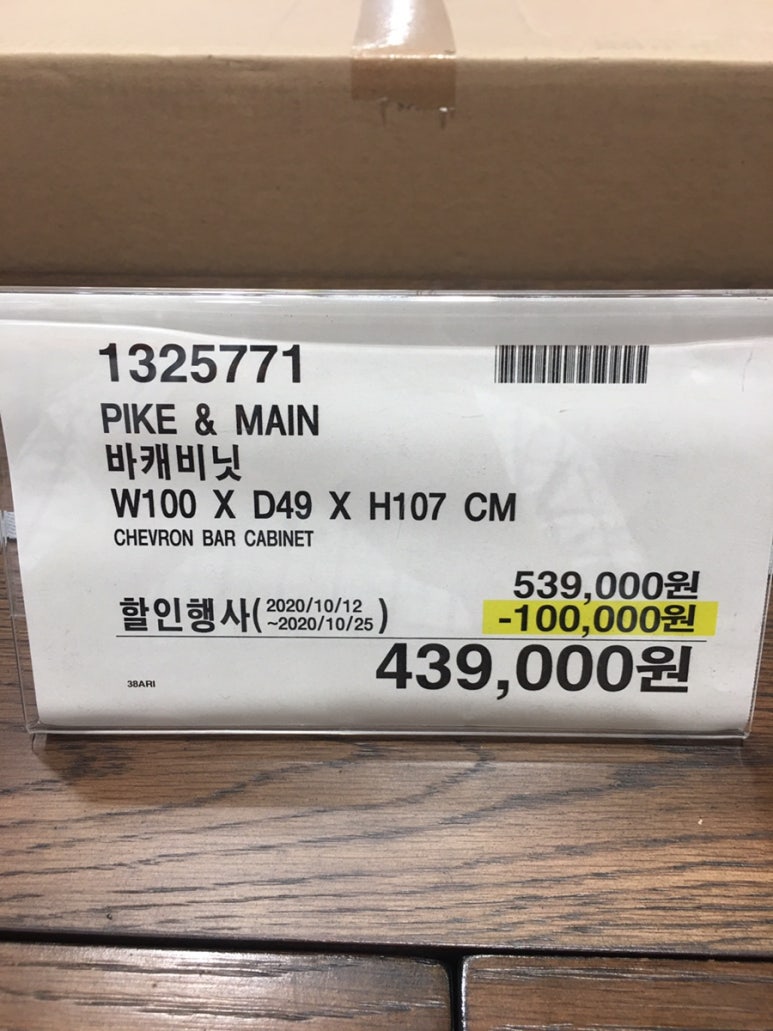 1325771
PIKE & MAIN
바캐비닛
W100 X D49 X H107 CM
CHEVRON BAR CABINET
539,000원
할인행사(2020/10/12 ~2020/10/25) -100,000원
439,000원
38ARI